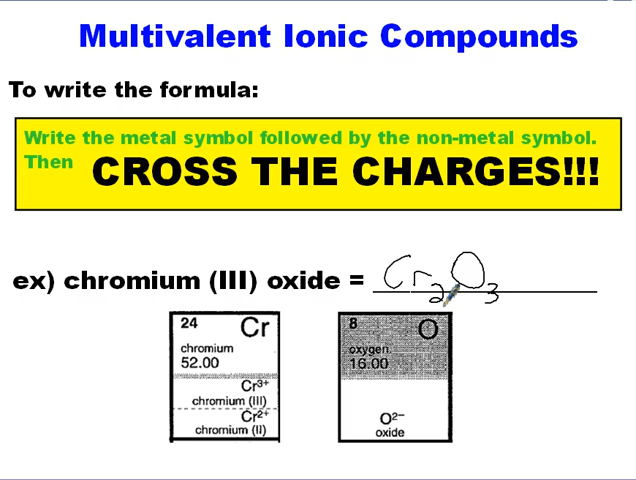 Multivalent Ionic Compounds
To write the formula:
Write the metal symbol followed by the non-metal symbol.
Then CROSS THE CHARGES!!!
ex) chromium (III) oxide = Cr₂O₃
24 Cr
chromium
52.00
Cr³⁺
chromium (III)
Cr²⁺
chromium (II)
8 O
oxygen
16.00
O²⁻
oxide